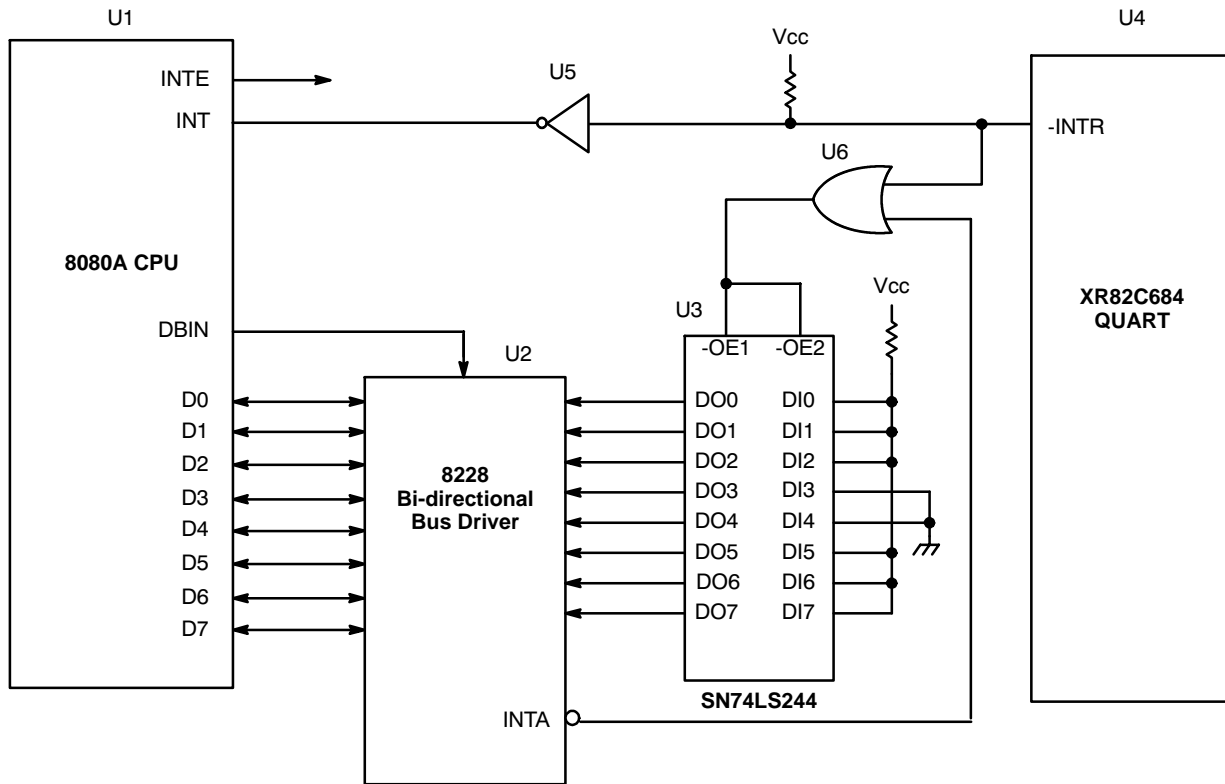 U1
U4
Vcc
INTE
U5
INT
-INTR
U6
8080A CPU
Vcc
XR82C684
QUART
DBIN
U3
U2
-OE1
-OE2
D0
DO0
DI0
D1
DO1
DI1
D2
DO2
DI2
8228
Bi-directional
Bus Driver
D3
DO3
DI3
D4
DO4
DI4
D5
DO5
DI5
D6
DO6
DI6
D7
DO7
DI7
SN74LS244
INTA